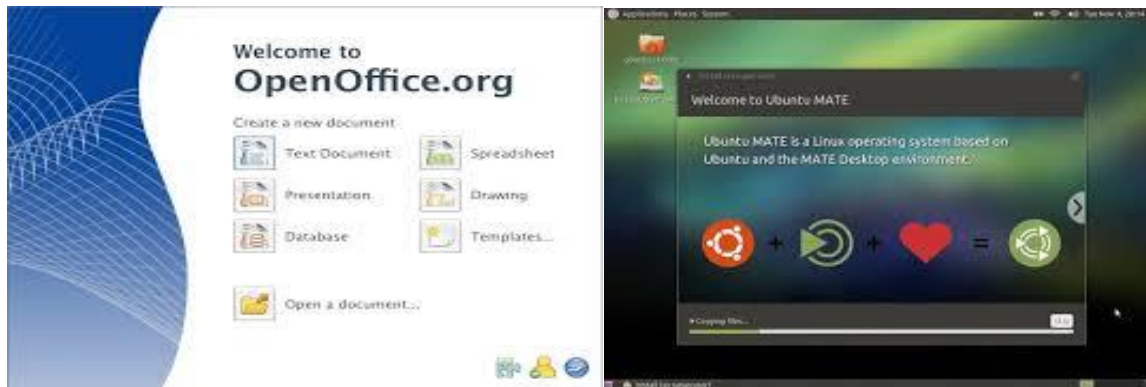 Welcome to
OpenOffice.org
Create a new document
Text Document
Spreadsheet
Presentation
Drawing
Database
Templates...
Open a document...
Applications Places System
Welcome to Ubuntu MATE
Ubuntu MATE is a Linux operating system based on
Ubuntu and the MATE Desktop environment.
+ + =
Copying files...